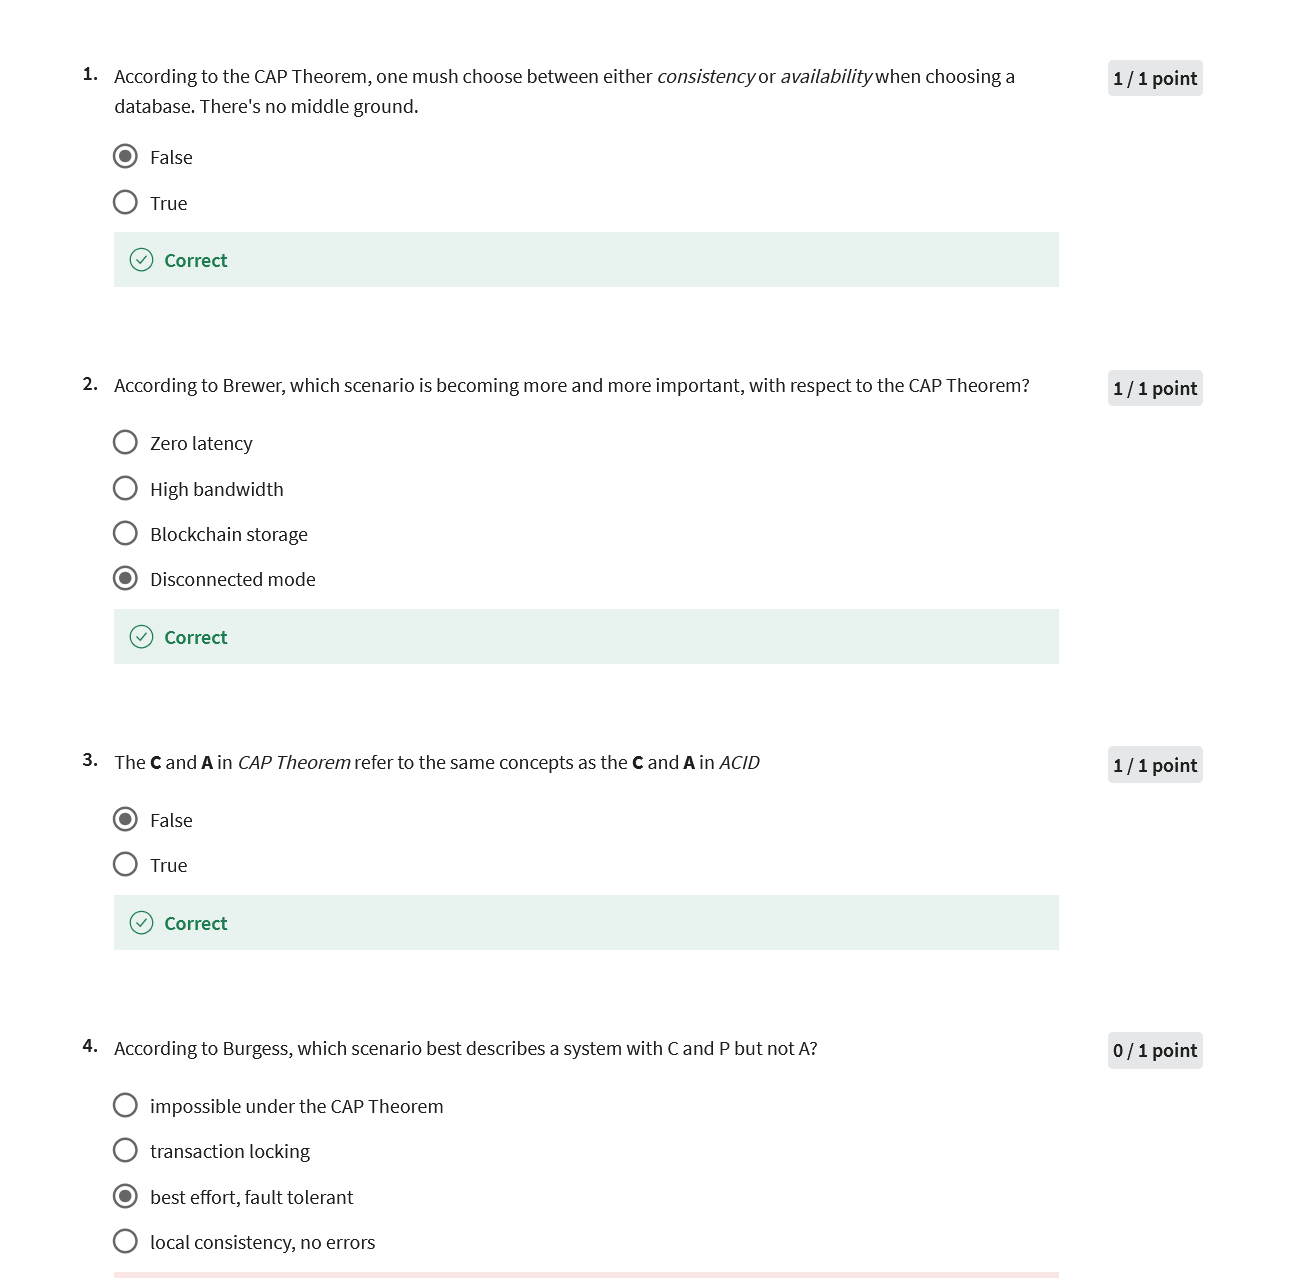 1. According to the CAP Theorem, one mush choose between either consistency or availability when choosing a
1 / 1 point
database. There's no middle ground.
False
True
Correct
2. According to Brewer, which scenario is becoming more and more important, with respect to the CAP Theorem?
1 / 1 point
Zero latency
High bandwidth
Blockchain storage
Disconnected mode
Correct
3. The C and A in CAP Theorem refer to the same concepts as the C and A in ACID
1 / 1 point
False
True
Correct
4. According to Burgess, which scenario best describes a system with C and P but not A?
0 / 1 point
impossible under the CAP Theorem
transaction locking
best effort, fault tolerant
local consistency, no errors